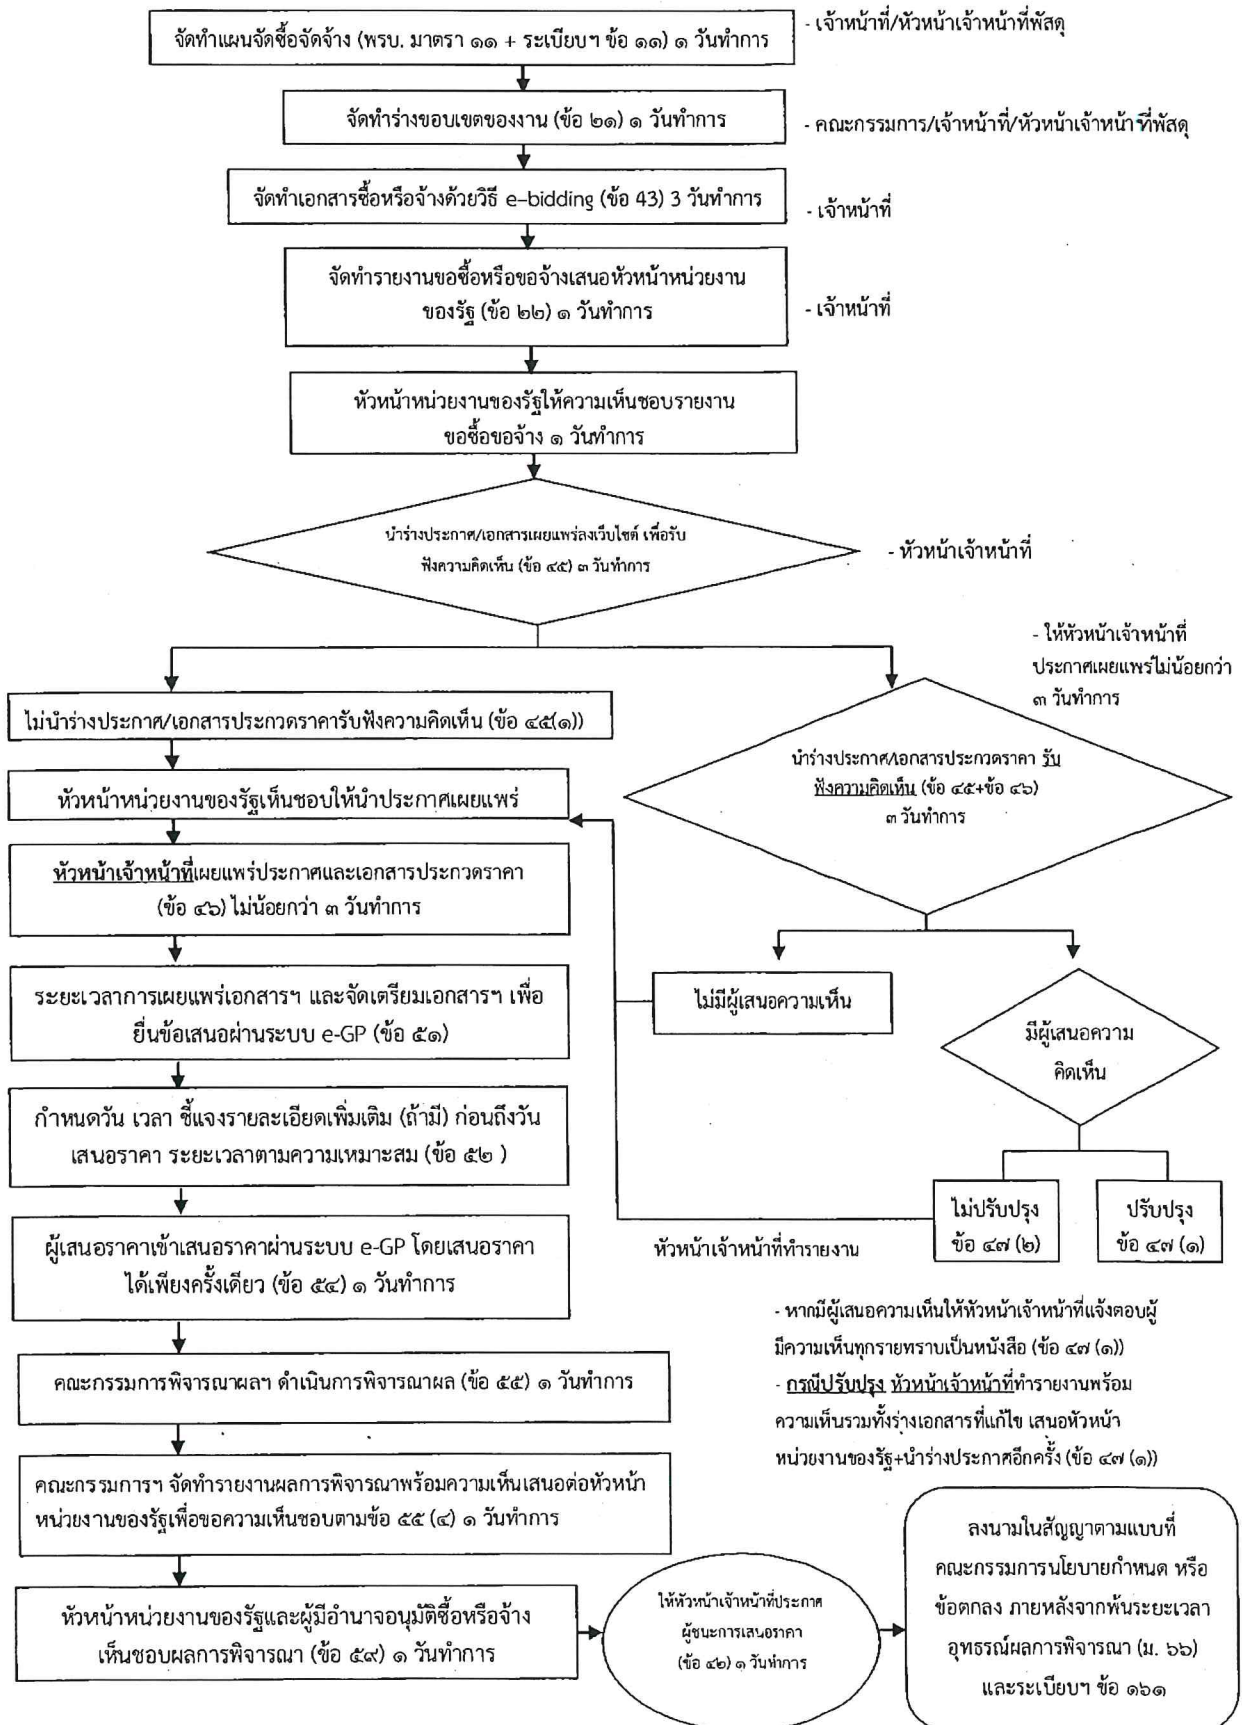 จัดทำแผนจัดซื้อจัดจ้าง (พรบ. มาตรา ๑๑ + ระเบียบฯ ข้อ ๑๑) ๑ วันทำการ
- เจ้าหน้าที่/หัวหน้าเจ้าหน้าที่พัสดุ
จัดทำร่างขอบเขตของงาน (ข้อ ๒๑) ๑ วันทำการ
- คณะกรรมการ/เจ้าหน้าที่/หัวหน้าเจ้าหน้าที่พัสดุ
จัดทำเอกสารซื้อหรือจ้างด้วยวิธี e-bidding (ข้อ 43) 3 วันทำการ
- เจ้าหน้าที่
จัดทำรายงานขอซื้อหรือขอจ้างเสนอหัวหน้าหน่วยงาน
ของรัฐ (ข้อ ๒๒) ๑ วันทำการ
- เจ้าหน้าที่
หัวหน้าหน่วยงานของรัฐให้ความเห็นชอบรายงาน
ขอซื้อขอจ้าง ๑ วันทำการ
นำร่างประกาศ/เอกสารเผยแพร่ลงเว็บไซต์ เพื่อรับ
ฟังความคิดเห็น (ข้อ ๔๕) ๓ วันทำการ
- หัวหน้าเจ้าหน้าที่
- ให้หัวหน้าเจ้าหน้าที่
ประกาศเผยแพร่ไม่น้อยกว่า
๓ วันทำการ
ไม่นำร่างประกาศ/เอกสารประกวดราคารับฟังความคิดเห็น (ข้อ ๔๕(๑))
นำร่างประกาศ/เอกสารประกวดราคา รับ
ฟังความคิดเห็น (ข้อ ๔๕+ข้อ ๔๖)
๓ วันทำการ
หัวหน้าหน่วยงานของรัฐเห็นชอบให้นำประกาศเผยแพร่
หัวหน้าเจ้าหน้าที่เผยแพร่ประกาศและเอกสารประกวดราคา
(ข้อ ๔๖) ไม่น้อยกว่า ๓ วันทำการ
ระยะเวลาการเผยแพร่เอกสารฯ และจัดเตรียมเอกสารฯ เพื่อ
ยื่นข้อเสนอผ่านระบบ e-GP (ข้อ ๕๑)
ไม่มีผู้เสนอความเห็น
มีผู้เสนอความ
คิดเห็น
กำหนดวัน เวลา ชี้แจงรายละเอียดเพิ่มเติม (ถ้ามี) ก่อนถึงวัน
เสนอราคา ระยะเวลาตามความเหมาะสม (ข้อ ๕๒ )
ไม่ปรับปรุง
ข้อ ๔๗ (๒)
ปรับปรุง
ข้อ ๔๗ (๑)
หัวหน้าเจ้าหน้าที่ทำรายงาน
ผู้เสนอราคาเข้าเสนอราคาผ่านระบบ e-GP โดยเสนอราคา
ได้เพียงครั้งเดียว (ข้อ ๕๔) ๑ วันทำการ
- หากมีผู้เสนอความเห็นให้หัวหน้าเจ้าหน้าที่แจ้งตอบผู้
มีความเห็นทุกรายทราบเป็นหนังสือ (ข้อ ๔๗ (๑))
- กรณีปรับปรุง หัวหน้าเจ้าหน้าที่ทำรายงานพร้อม
ความเห็นรวมทั้งร่างเอกสารที่แก้ไข เสนอหัวหน้า
หน่วยงานของรัฐ+นำร่างประกาศอีกครั้ง (ข้อ ๔๗ (๑))
คณะกรรมการพิจารณาผลฯ ดำเนินการพิจารณาผล (ข้อ ๕๕) ๑ วันทำการ
คณะกรรมการฯ จัดทำรายงานผลการพิจารณาพร้อมความเห็นเสนอต่อหัวหน้า
หน่วยงานของรัฐเพื่อขอความเห็นชอบตามข้อ ๕๕ (๔) ๑ วันทำการ
หัวหน้าหน่วยงานของรัฐและผู้มีอำนาจอนุมัติซื้อหรือจ้าง
เห็นชอบผลการพิจารณา (ข้อ ๕๙) ๑ วันทำการ
ให้หัวหน้าเจ้าหน้าที่ประกาศ
ผู้ชนะการเสนอราคา
(ข้อ ๔๒) ๑ วันทำการ
ลงนามในสัญญาตามแบบที่
คณะกรรมการนโยบายกำหนด หรือ
ข้อตกลง ภายหลังจากพ้นระยะเวลา
อุทธรณ์ผลการพิจารณา (ม. ๖๖)
และระเบียบฯ ข้อ ๑๖๑